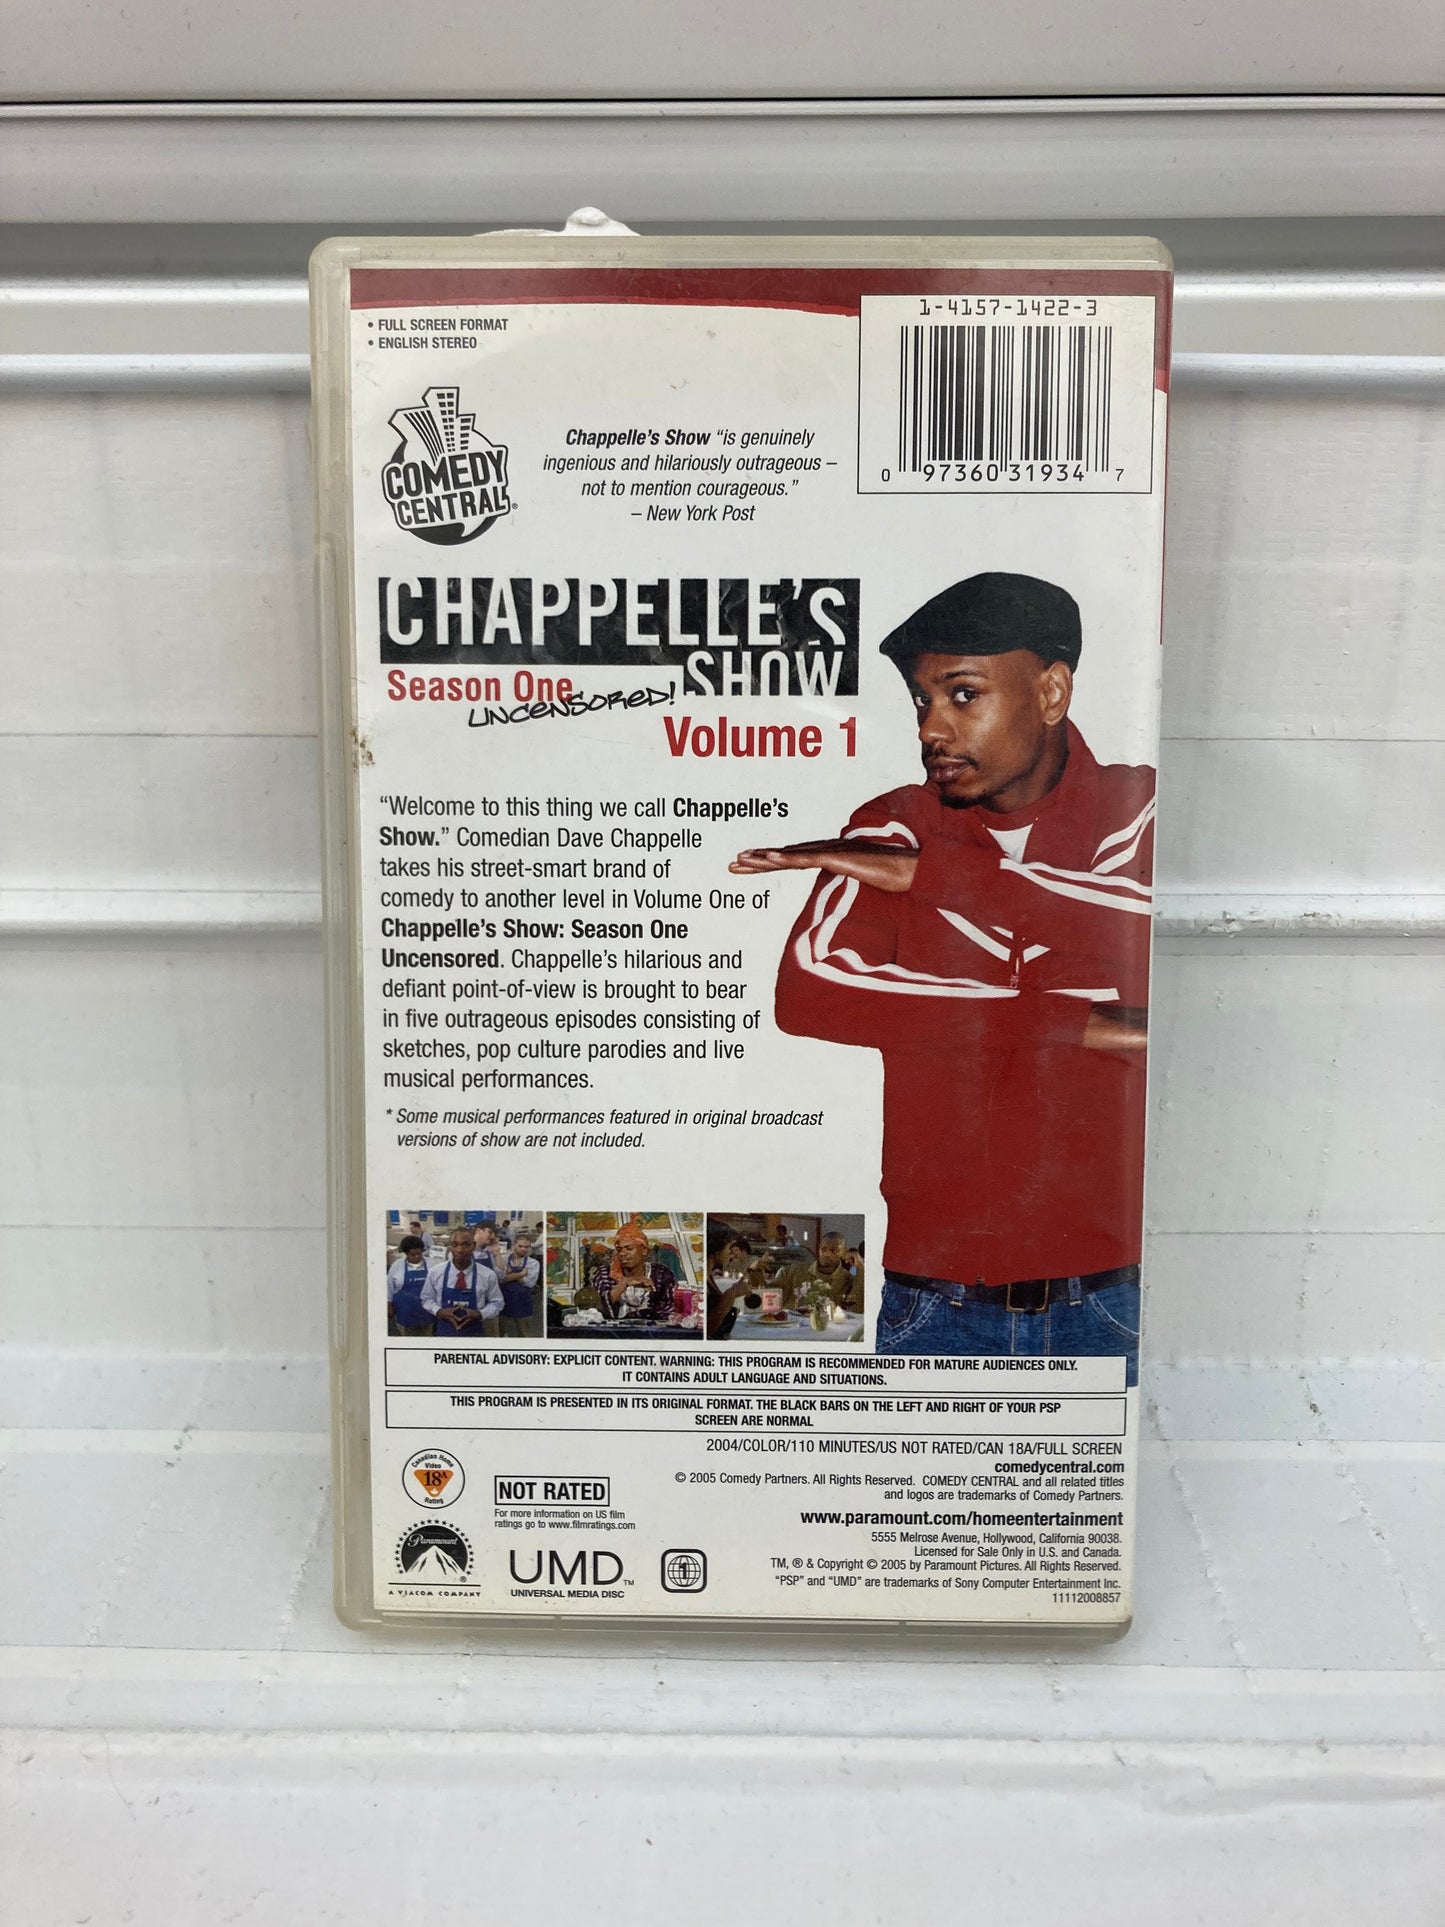 • FULL SCREEN FORMAT
• ENGLISH STEREO
1-4157-1422-3
0 97360 31934 7
COMEDY
CENTRAL®
Chappelle's Show "is genuinely
ingenious and hilariously outrageous –
not to mention courageous."
– New York Post
CHAPPELLE'S
SHOW
Season One
UNCENSORED!
Volume 1
"Welcome to this thing we call Chappelle's
Show." Comedian Dave Chappelle
takes his street-smart brand of
comedy to another level in Volume One of
Chappelle's Show: Season One
Uncensored. Chappelle's hilarious and
defiant point-of-view is brought to bear
in five outrageous episodes consisting of
sketches, pop culture parodies and live
musical performances.
* Some musical performances featured in original broadcast
versions of show are not included.
PARENTAL ADVISORY: EXPLICIT CONTENT. WARNING: THIS PROGRAM IS RECOMMENDED FOR MATURE AUDIENCES ONLY.
IT CONTAINS ADULT LANGUAGE AND SITUATIONS.
THIS PROGRAM IS PRESENTED IN ITS ORIGINAL FORMAT. THE BLACK BARS ON THE LEFT AND RIGHT OF YOUR PSP
SCREEN ARE NORMAL
2004/COLOR/110 MINUTES/US NOT RATED/CAN 18A/FULL SCREEN
comedycentral.com
© 2005 Comedy Partners. All Rights Reserved. COMEDY CENTRAL and all related titles
and logos are trademarks of Comedy Partners.
www.paramount.com/homeentertainment
5555 Melrose Avenue, Hollywood, California 90038.
Licensed for Sale Only in U.S. and Canada.
TM, ® & Copyright © 2005 by Paramount Pictures. All Rights Reserved.
"PSP" and "UMD" are trademarks of Sony Computer Entertainment Inc.
11112008857
Canadian Home
Video
18A
Rating
NOT RATED
For more information on US film
ratings go to www.filmratings.com
Paramount
®
A VIACOM COMPANY
UMD™
UNIVERSAL MEDIA DISC
1